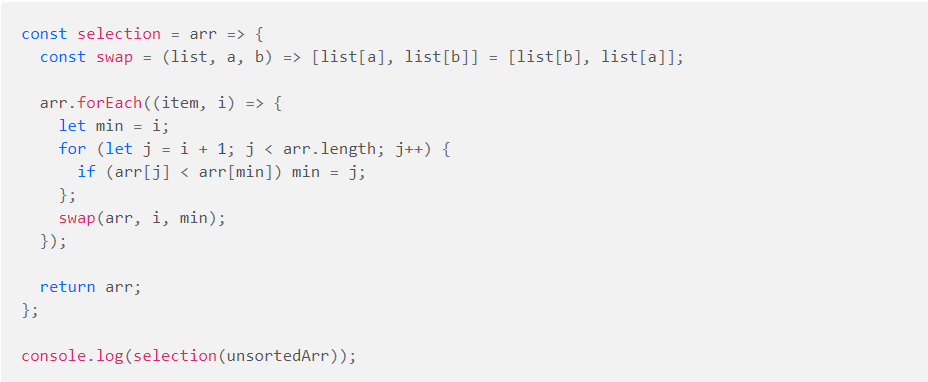 const selection = arr => {
  const swap = (list, a, b) => [list[a], list[b]] = [list[b], list[a]];

  arr.forEach((item, i) => {
    let min = i;
    for (let j = i + 1; j < arr.length; j++) {
      if (arr[j] < arr[min]) min = j;
    };
    swap(arr, i, min);
  });

  return arr;
};

console.log(selection(unsortedArr));